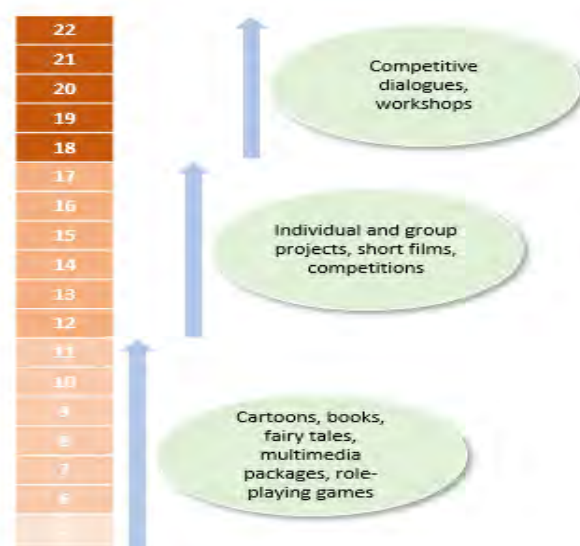 22
21
20
19
18
17
16
15
14
13
12
11
10
9
8
7
6
Competitive
dialogues,
workshops
Individual and group
projects, short films,
competitions
Cartoons, books,
fairy tales,
multimedia
packages, role-
playing games